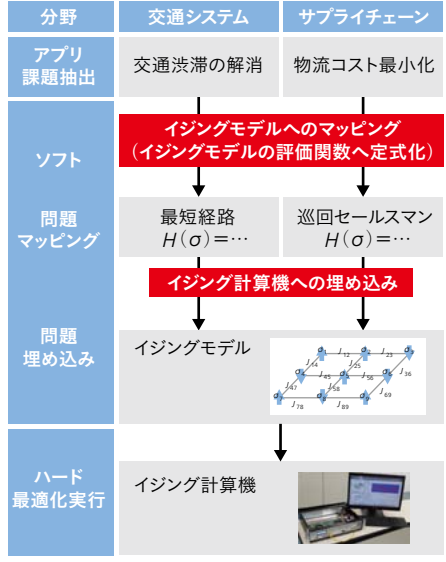 分野
交通システム
サプライチェーン
アプリ
課題抽出
交通渋滞の解消
物流コスト最小化
イジングモデルへのマッピング
(イジングモデルの評価関数へ定式化)
ソフト
問題
マッピング
最短経路
H(σ)=…
巡回セールスマン
H(σ)=…
イジング計算機への埋め込み
問題
埋め込み
イジングモデル
J12
J23
J14
J25
J36
J45
J56
J47
J58
J69
J78
J89
ハード
最適化実行
イジング計算機